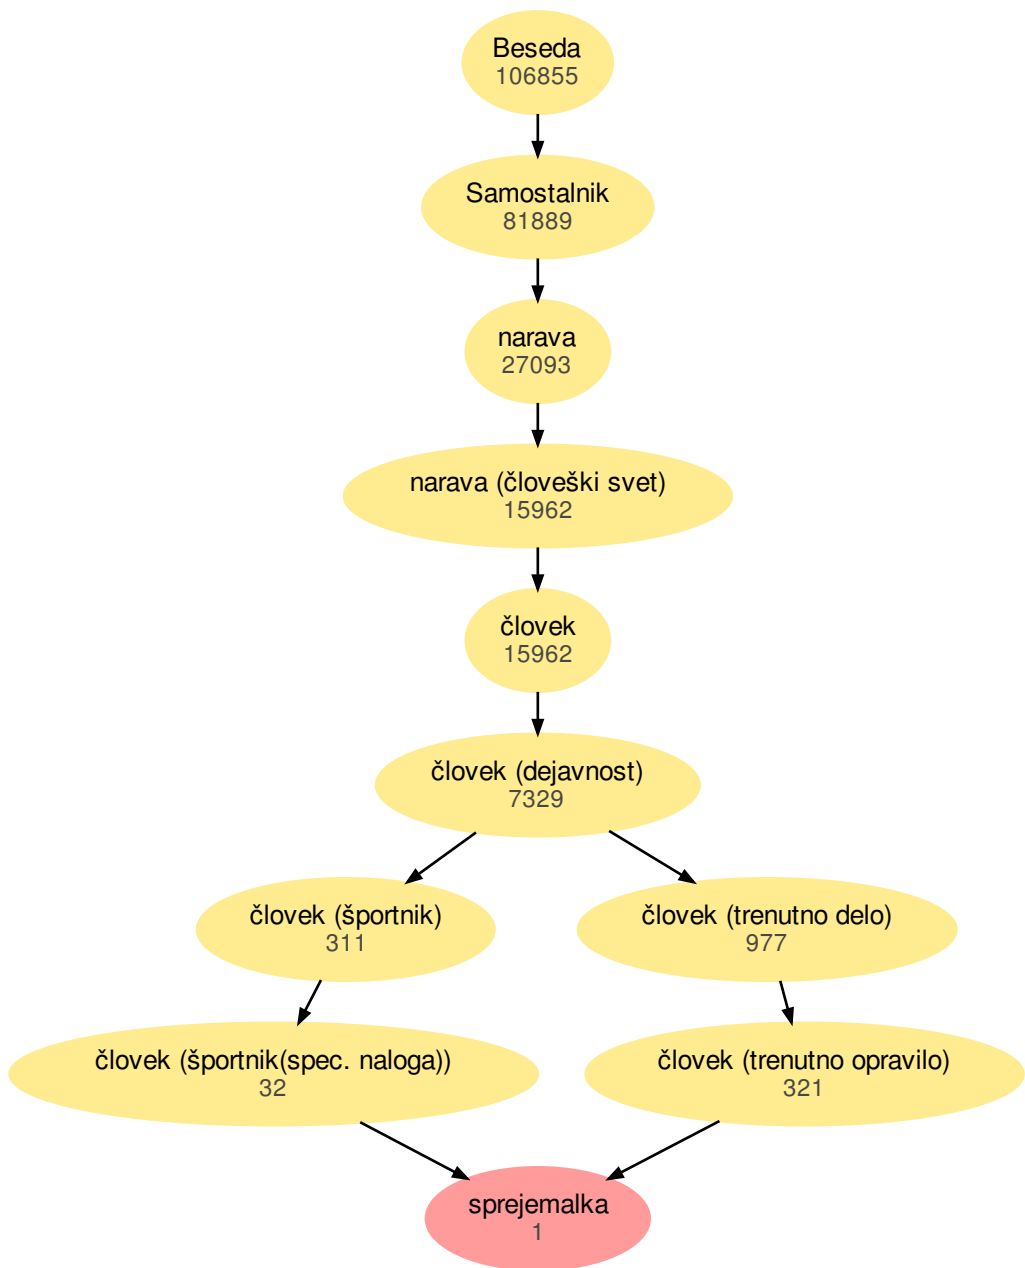 Beseda
106855
Samostalnik
81889
narava
27093
narava (človeški svet)
15962
človek
15962
človek (dejavnost)
7329
človek (športnik)
311
človek (trenutno delo)
977
človek (športnik(spec. naloga))
32
človek (trenutno opravilo)
321
sprejemalka
1